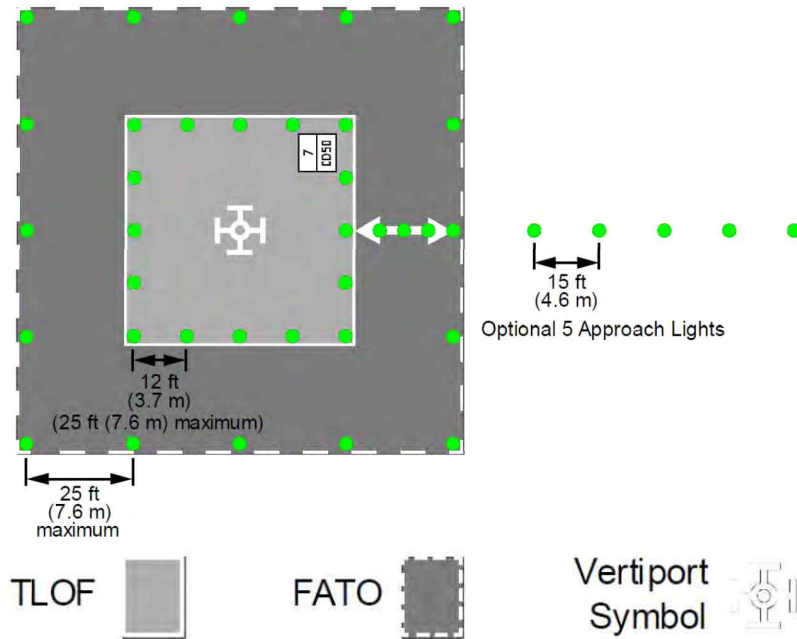 7
CD50
15 ft
(4.6 m)
Optional 5 Approach Lights
12 ft
(3.7 m)
(25 ft (7.6 m) maximum)
25 ft
(7.6 m)
maximum
TLOF
FATO
Vertiport
Symbol